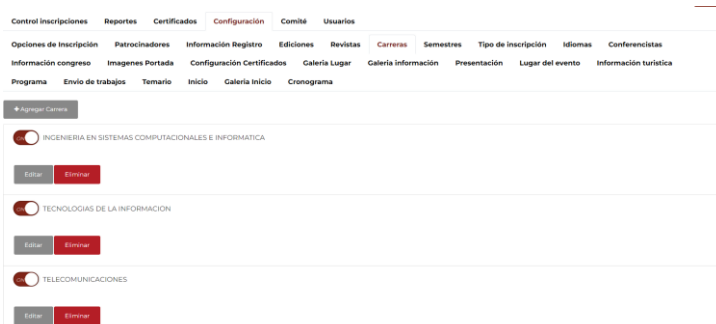 Control inscripciones Reportes Certificados Configuración Comité Usuarios
Opciones de Inscripción Patrocinadores Información Registro Ediciones Revistas Carreras Semestres Tipo de inscripción Idiomas Conferencistas
Información congreso Imagenes Portada Configuración Certificados Galeria Lugar Galeria información Presentación Lugar del evento Información turistica
Programa Envio de trabajos Temario Inicio Galeria Inicio Cronograma
+Agregar Carrera
ON INGENIERIA EN SISTEMAS COMPUTACIONALES E INFORMATICA
Editar Eliminar
ON TECNOLOGIAS DE LA INFORMACION
Editar Eliminar
ON TELECOMUNICACIONES
Editar Eliminar